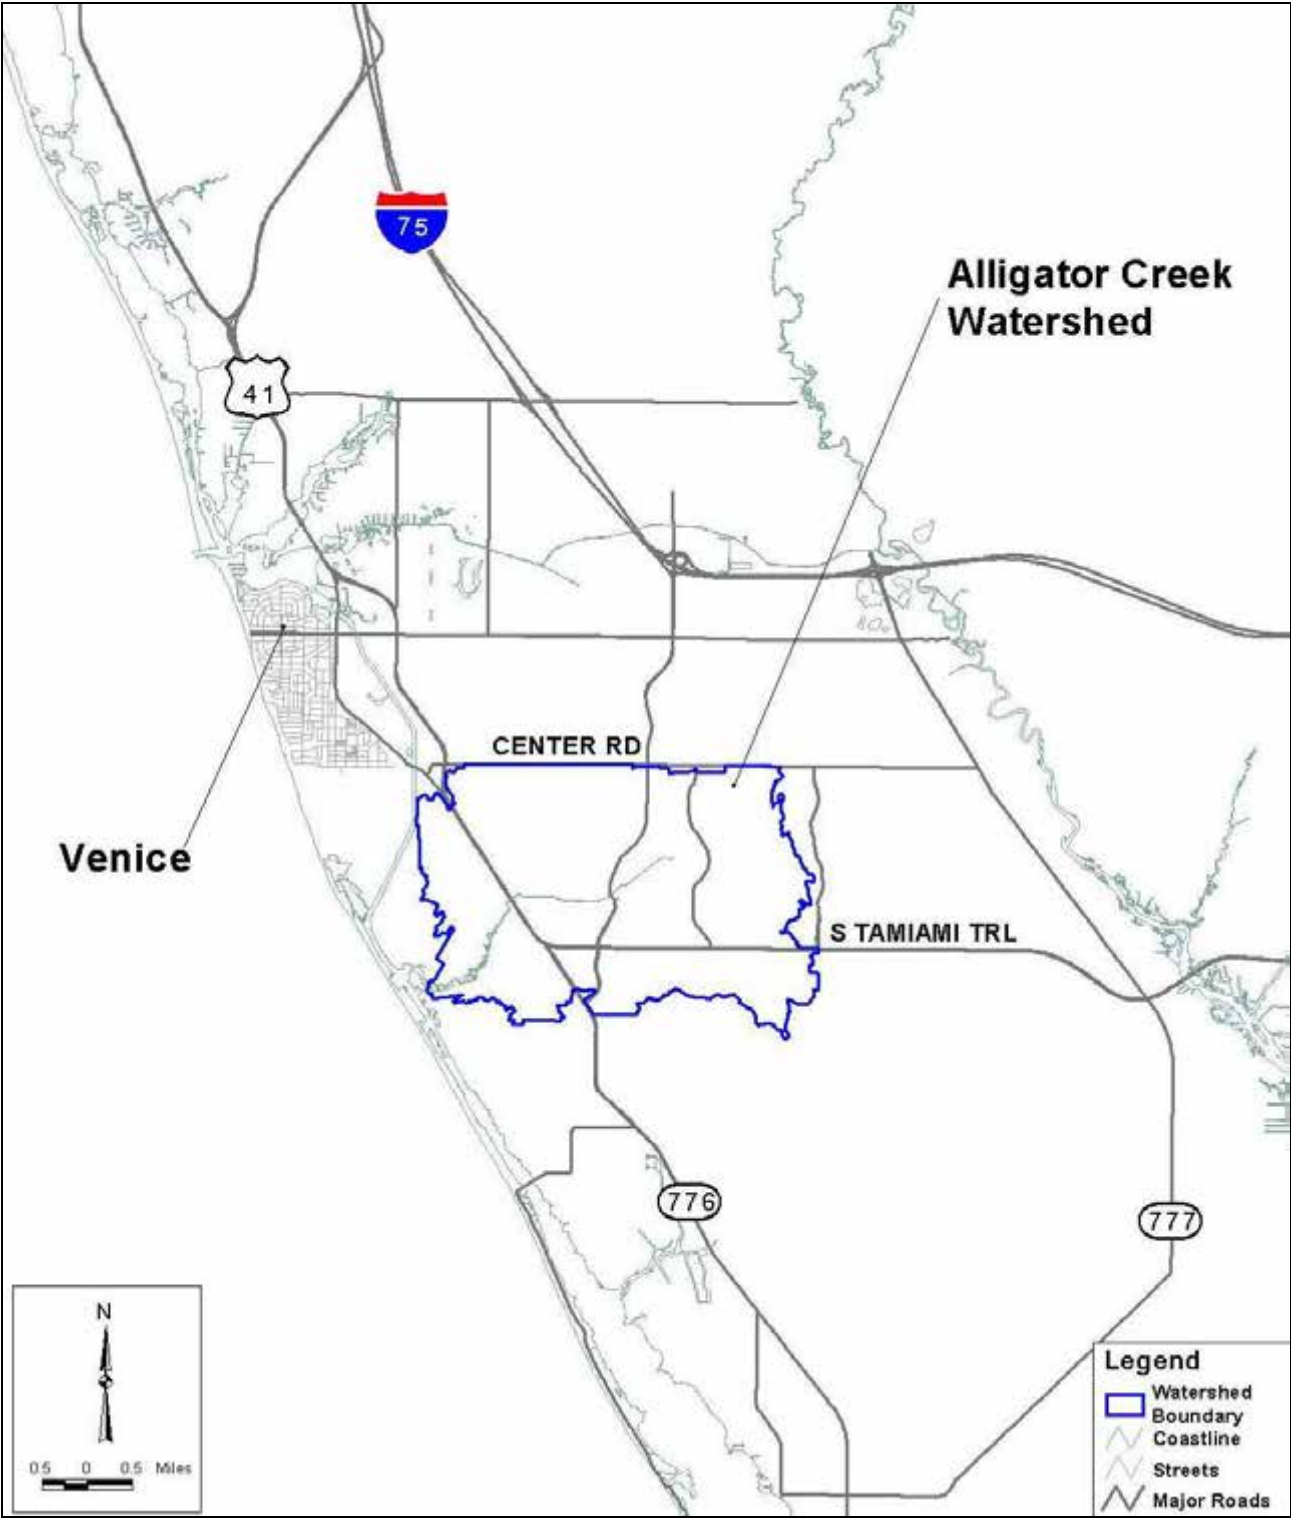 75
Alligator Creek
Watershed
41
CENTER RD
Venice
S TAMIAMI TRL
776
777
N
0.5 0 0.5 Miles
Legend
Watershed
Boundary
Coastline
Streets
Major Roads